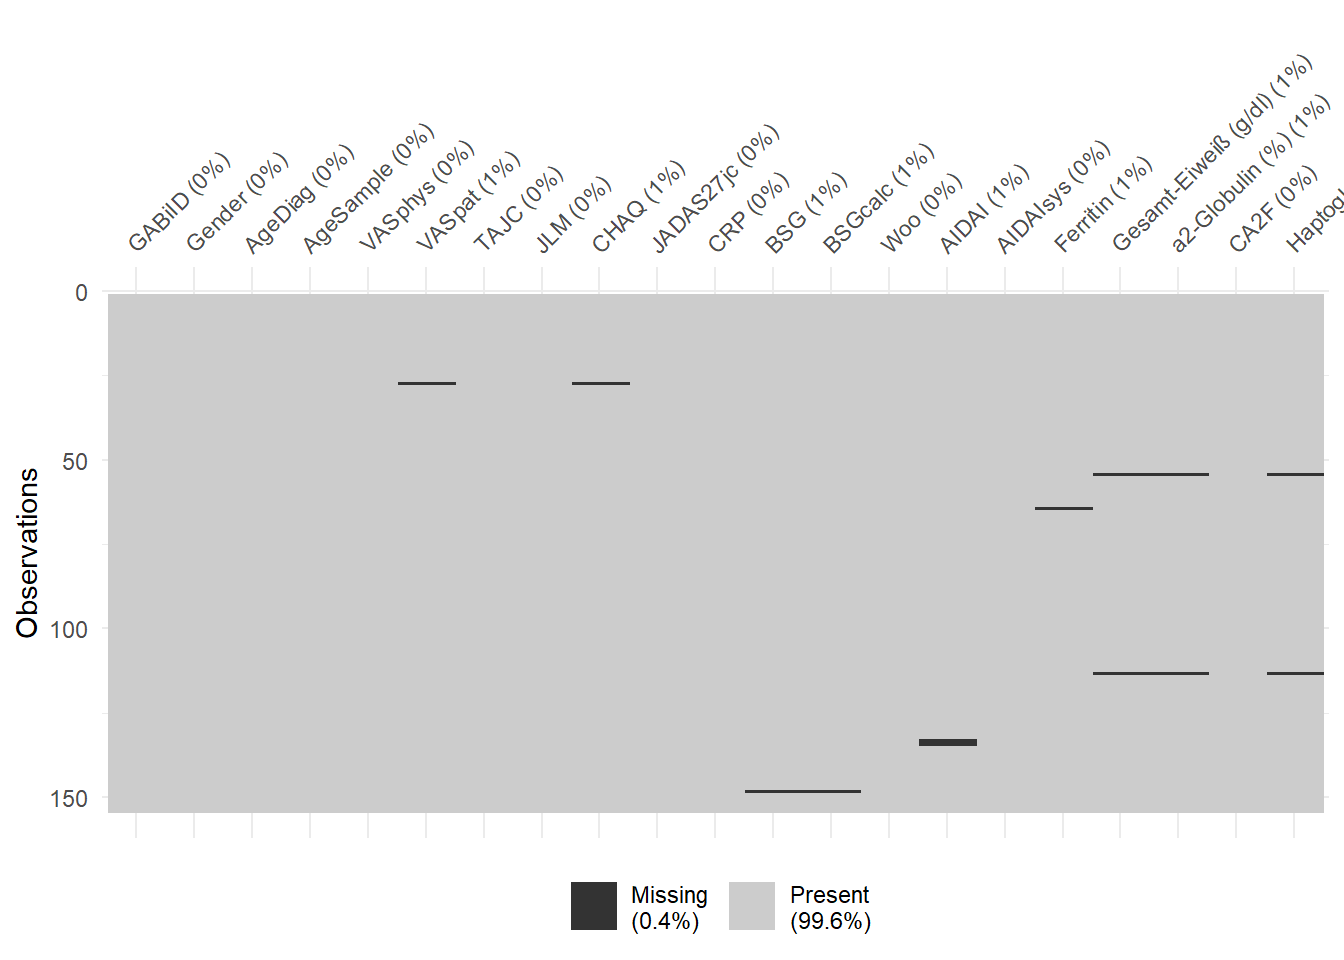 GABiID (0%)
Gender (0%)
AgeDiag (0%)
AgeSample (0%)
VASphys (0%)
VASpat (1%)
TAJC (0%)
JLM (0%)
CHAQ (1%)
JADAS27jc (0%)
CRP (0%)
BSG (1%)
BSGcalc (1%)
Woo (0%)
AIDAI (1%)
AIDAIsys (0%)
Ferritin (1%)
Gesamt-Eiweiß (g/dl) (1%)
a2-Globulin (%) (1%)
CA2F (0%)
0
50
100
150
Observations
Missing
(0.4%)
Present
(99.6%)